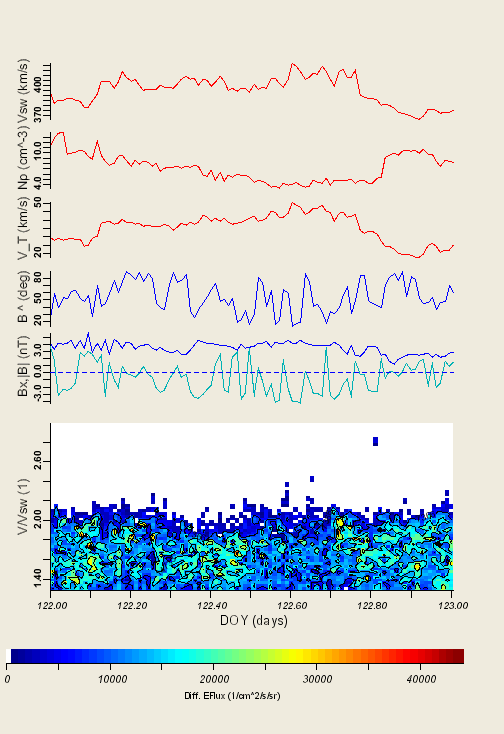 Vsw (km/s)
400
370
Np (cm^-3)
10.0
4.0
V_T (km/s)
50
20
B ^ (deg)
80
50
20
Bx,|B| (nT)
3.0
0.0
-3.0
V/Vsw (1)
2.60
2.00
1.40
122.00 122.20 122.40 122.60 122.80 123.00
DOY (days)
0 10000 20000 30000 40000
Diff. EFlux (1/cm^2/s/sr)